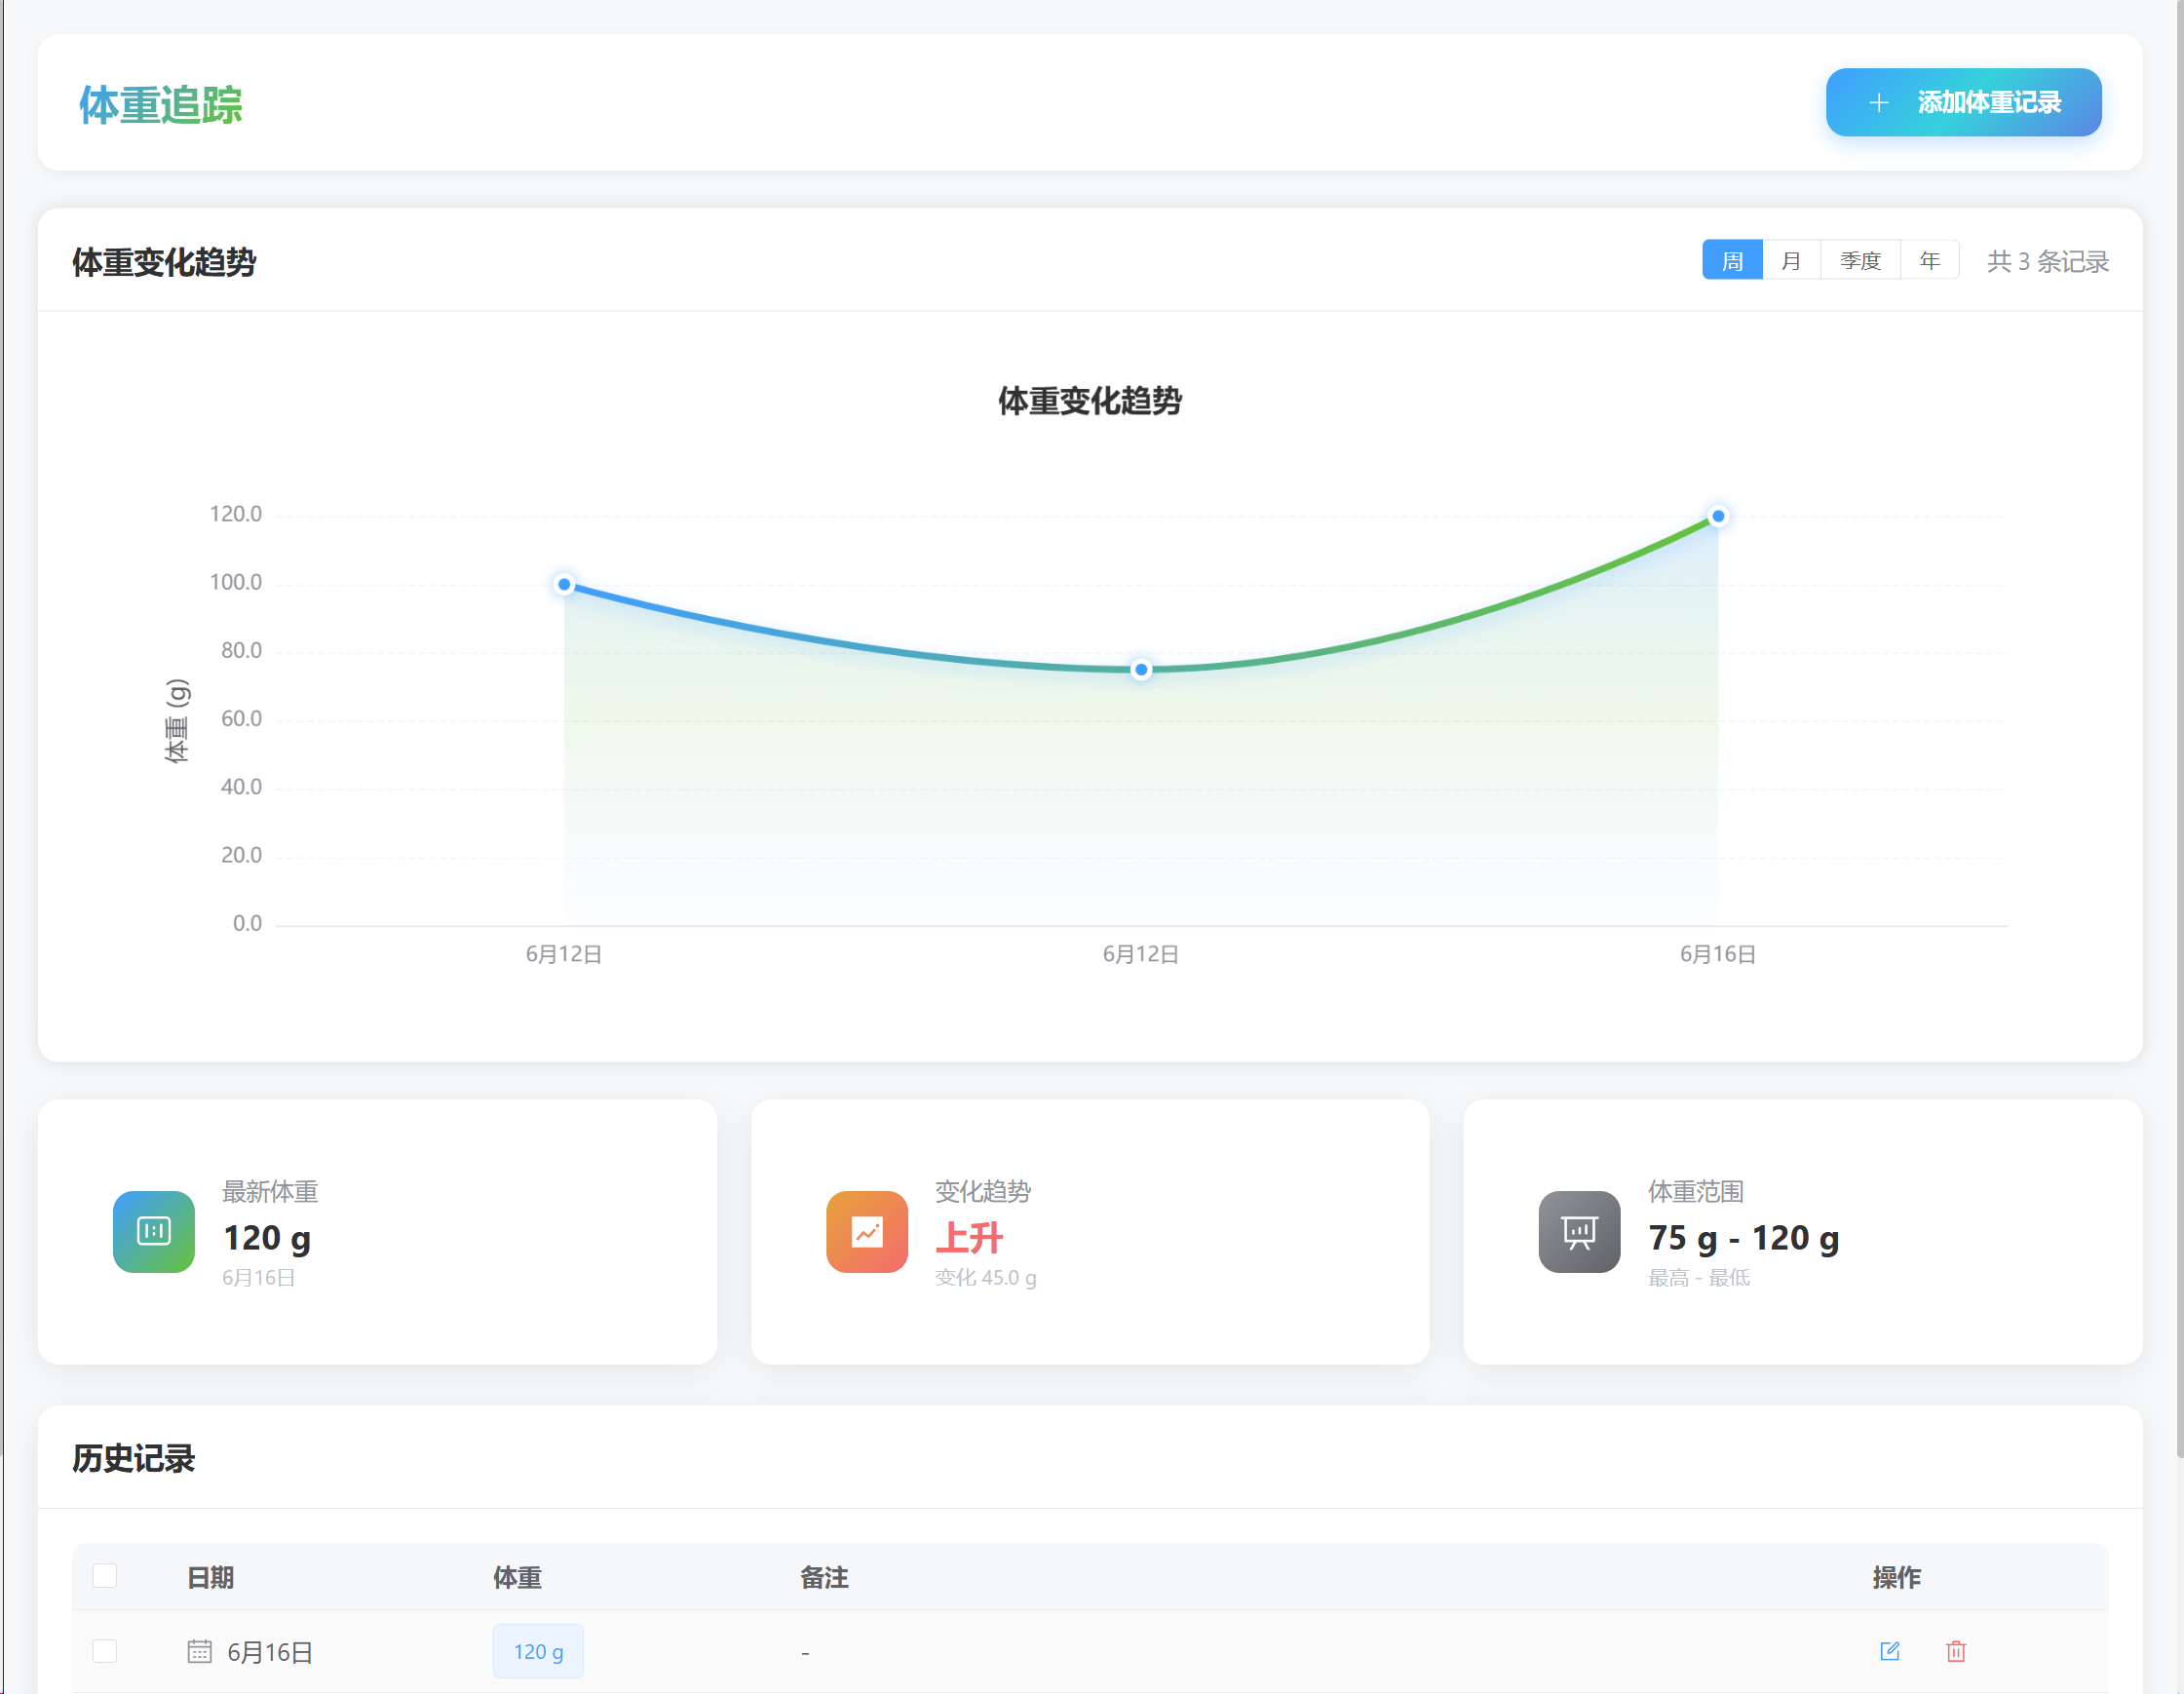 体重追踪
添加体重记录
体重变化趋势
周 月 季度 年 共 3 条记录
体重变化趋势
体重 (g)
120.0
100.0
80.0
60.0
40.0
20.0
0.0
6月12日 6月12日 6月16日
最新体重
120 g
6月16日
变化趋势
上升
变化 45.0 g
体重范围
75 g - 120 g
最高 - 最低
历史记录
日期 体重 备注 操作
6月16日 120 g -